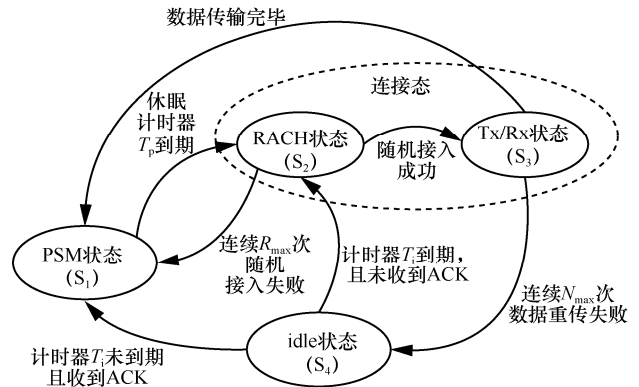 数据传输完毕
连接态
休眠
计时器
Tp到期
RACH状态
(S2)
随机接入
成功
Tx/Rx状态
(S3)
PSM状态
(S1)
连续Rmax次
随机
接入失败
计时器Ti到期，
且未收到ACK
连续Nmax次
数据重传失败
idle状态
(S4)
计时器Ti未到期
且收到ACK